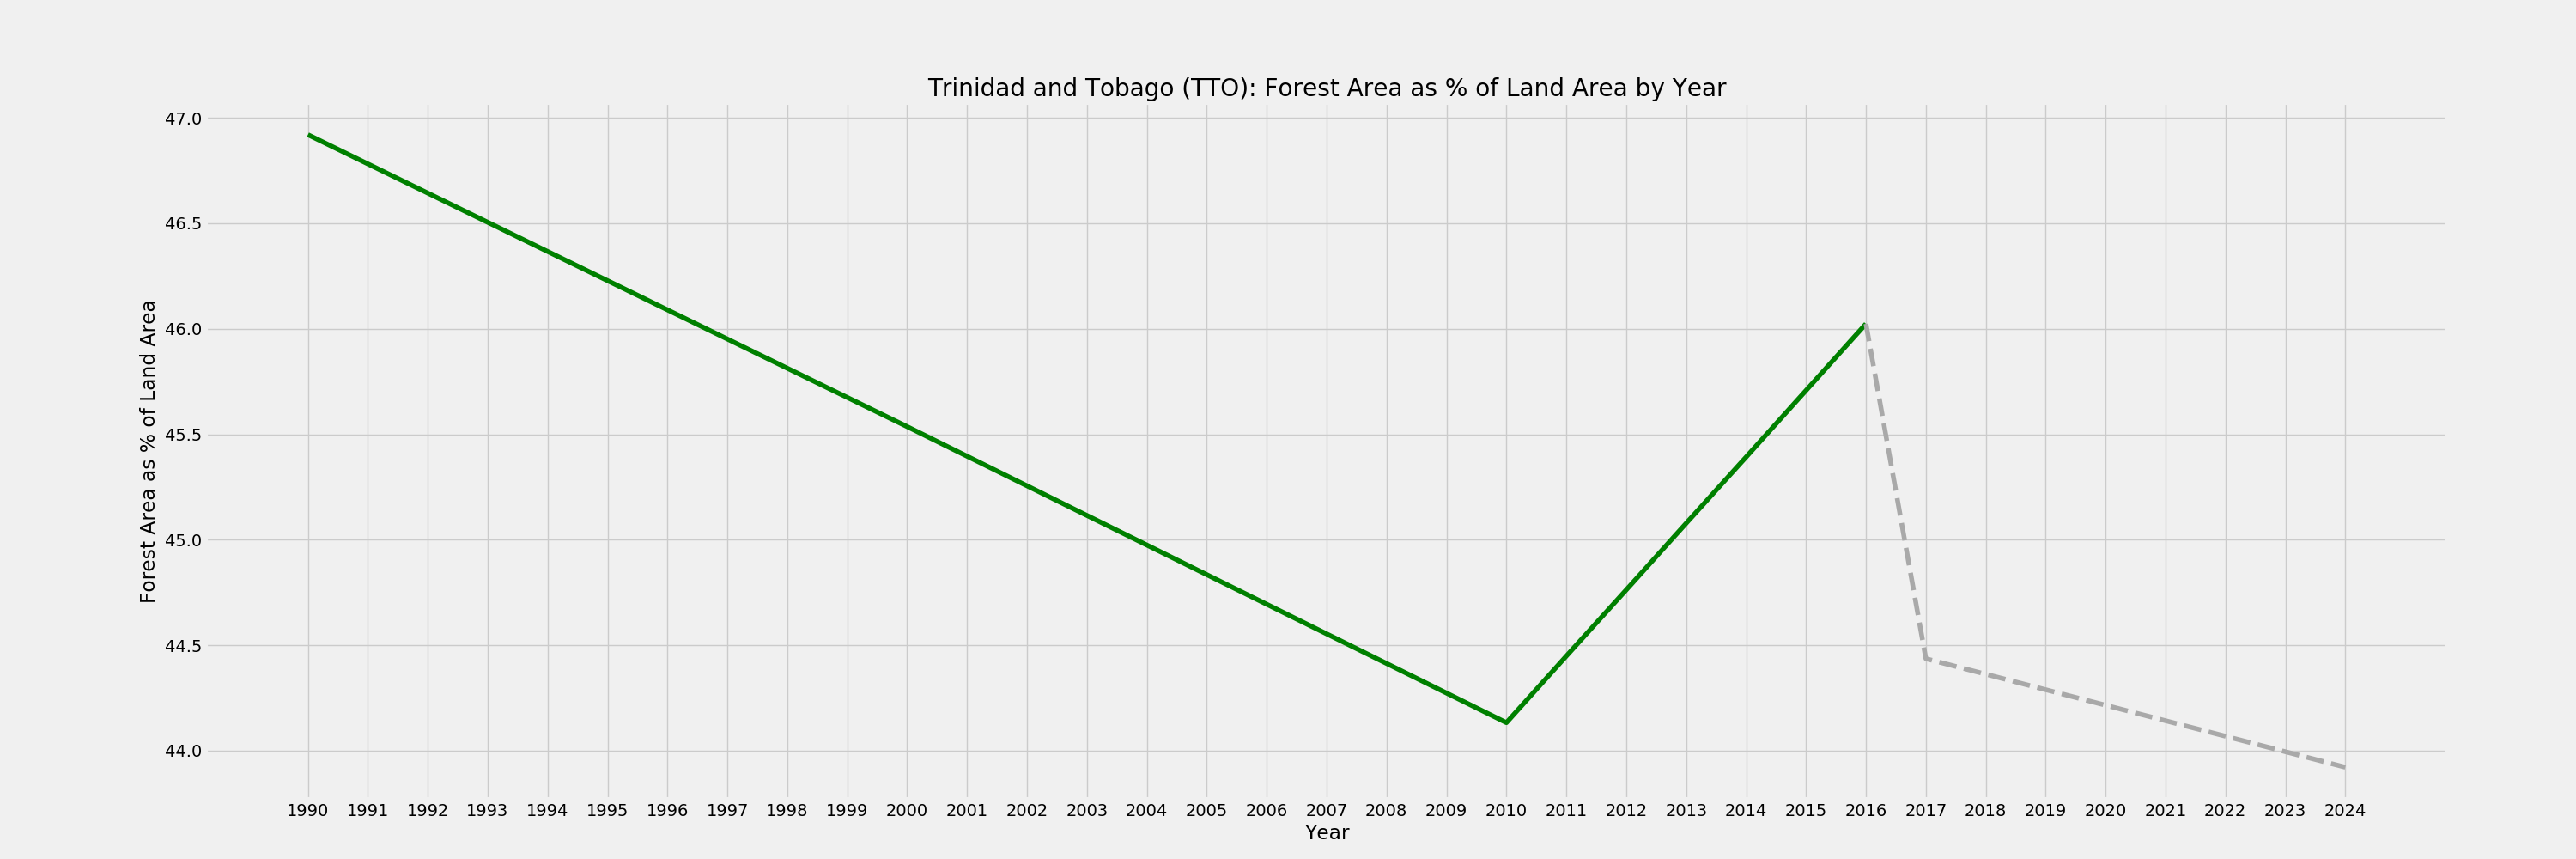 Trinidad and Tobago (TTO): Forest Area as % of Land Area by Year
Forest Area as % of Land Area
47.0
46.5
46.0
45.5
45.0
44.5
44.0
1990 1991 1992 1993 1994 1995 1996 1997 1998 1999 2000 2001 2002 2003 2004 2005 2006 2007 2008 2009 2010 2011 2012 2013 2014 2015 2016 2017 2018 2019 2020 2021 2022 2023 2024
Year